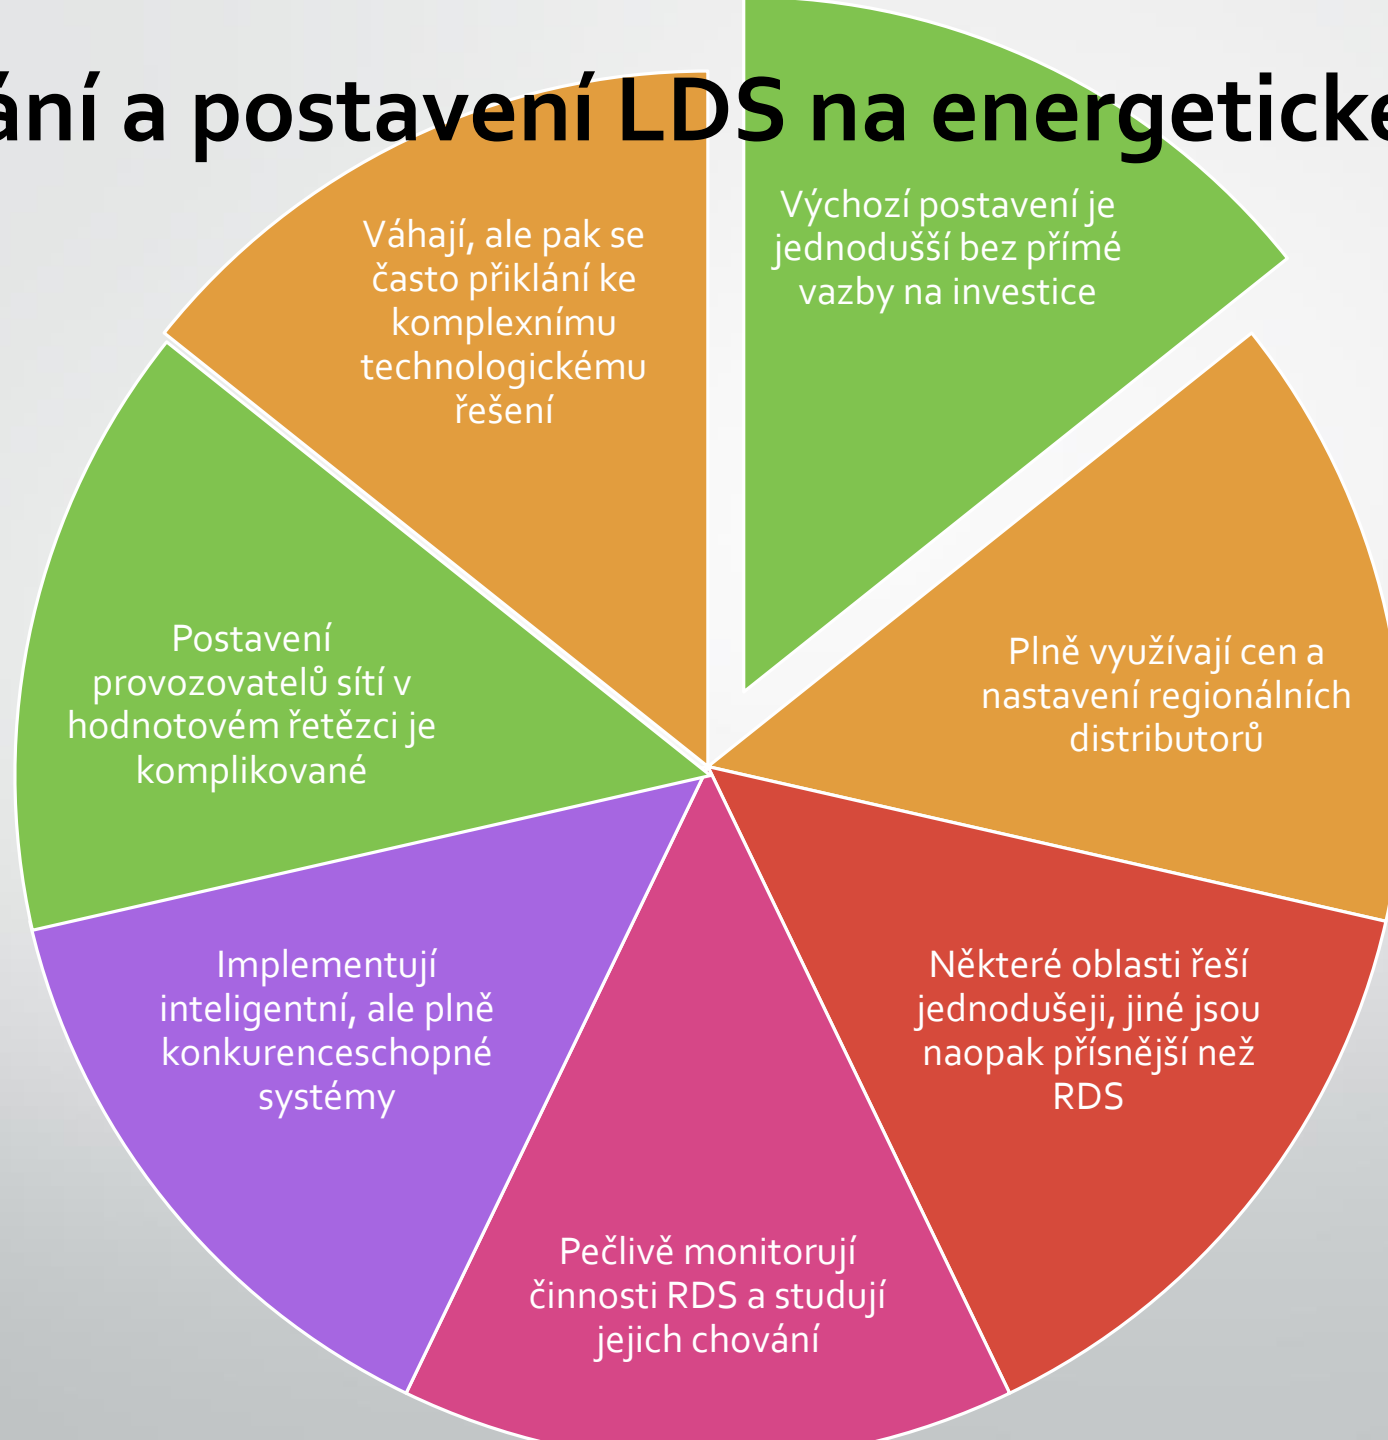 ání a postavení LDS na energetické
Výchozí postavení je
jednodušší bez přímé
vazby na investice
Plně využívají cen a
nastavení regionálních
distributorů
Některé oblasti řeší
jednodušeji, jiné jsou
naopak přísnější než
RDS
Pečlivě monitorují
činnosti RDS a studují
jejich chování
Implementují
inteligentní, ale plně
konkurenceschopné
systémy
Postavení
provozovatelů sítí v
hodnotovém řetězci je
komplikované
Váhají, ale pak se
často přiklání ke
komplexnímu
technologickému
řešení